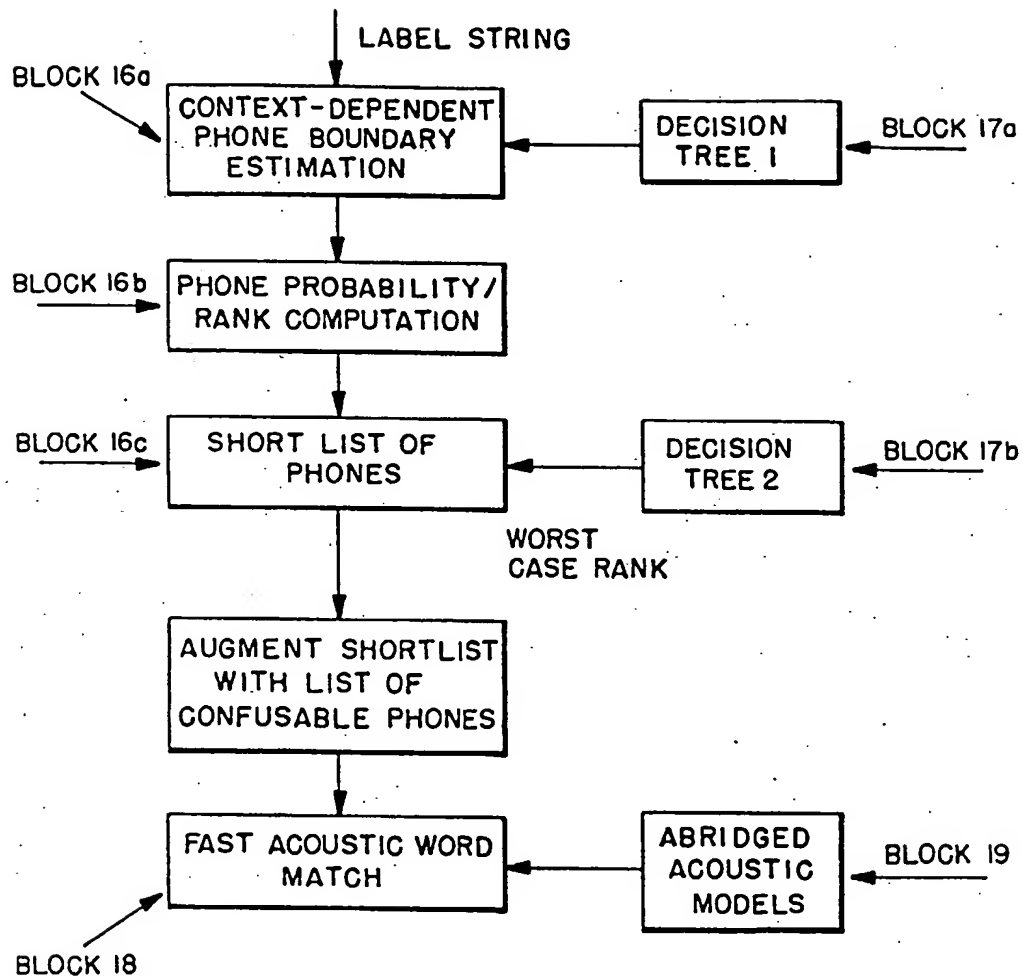 LABEL STRING
BLOCK 16a
CONTEXT-DEPENDENT
PHONE BOUNDARY
ESTIMATION
DECISION
TREE 1
BLOCK 17a
BLOCK 16b
PHONE PROBABILITY/
RANK COMPUTATION
BLOCK 16c
SHORT LIST OF
PHONES
DECISION
TREE 2
BLOCK 17b
WORST
CASE RANK
AUGMENT SHORTLIST
WITH LIST OF
CONFUSABLE PHONES
FAST ACOUSTIC WORD
MATCH
ABRIDGED
ACOUSTIC
MODELS
BLOCK 19
BLOCK 18